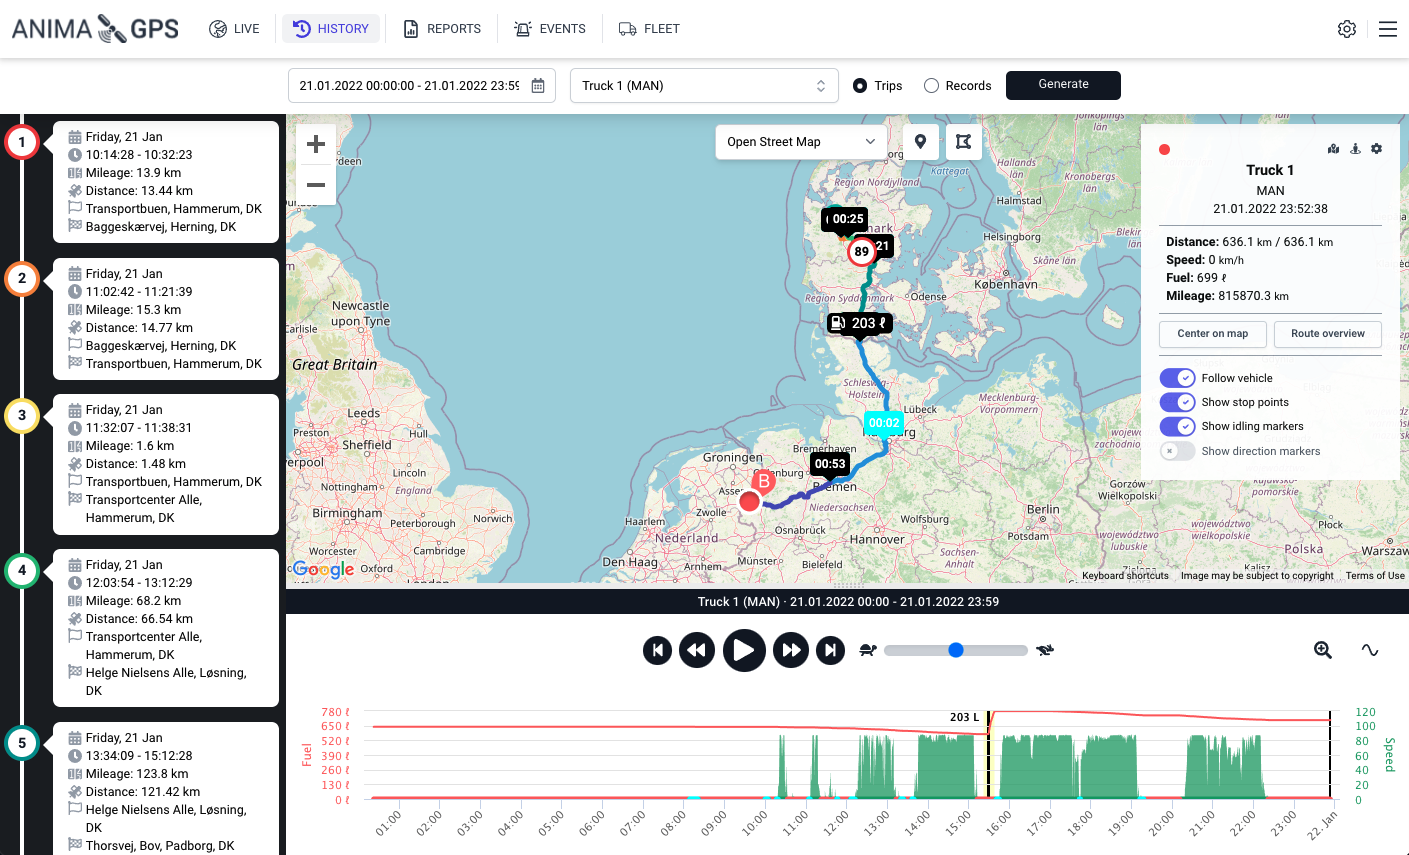 ANIMA GPS
LIVE
HISTORY
REPORTS
EVENTS
FLEET
21.01.2022 00:00:00 - 21.01.2022 23:59
Truck 1 (MAN)
Trips
Records
Generate
1
Friday, 21 Jan
10:14:28 - 10:32:23
Mileage: 13.9 km
Distance: 13.44 km
Transportbuen, Hammerum, DK
Baggeskærvej, Herning, DK
2
Friday, 21 Jan
11:02:42 - 11:21:39
Mileage: 15.3 km
Distance: 14.77 km
Baggeskærvej, Herning, DK
Transportbuen, Hammerum, DK
3
Friday, 21 Jan
11:32:07 - 11:38:31
Mileage: 1.6 km
Distance: 1.48 km
Transportbuen, Hammerum, DK
Transportcenter Alle,
Hammerum, DK
4
Friday, 21 Jan
12:03:54 - 13:12:29
Mileage: 68.2 km
Distance: 66.54 km
Transportcenter Alle,
Hammerum, DK
Helge Nielsens Alle, Løsning,
DK
5
Friday, 21 Jan
13:34:09 - 15:12:28
Mileage: 123.8 km
Distance: 121.42 km
Helge Nielsens Alle, Løsning,
DK
Thorsvej, Bov, Padborg, DK
Open Street Map
Region Nordjylland
Kattegat
Hallands
län
Kronobergs
län
Halmstad
Helsingborg
Skåne län
København
Odense
Region Syddanmark
00:25
21
89
203 ℓ
00:02
00:53
B
Newcastle
upon Tyne
Carlisle
Great Britain
Leeds
Preston
Sheffield
Lincoln
Nottingham
England
Birmingham
Peterborough
Norwich
Worcester
Cambridge
Oxford
Schleswig-
Holstein
Lübeck
Mecklenburg-
Vorpommern
Bremerhaven
Groningen
Bremen
Zwolle
Niedersachsen
Osnabrück
Wolfsburg
Hannover
Haarlem
Nederland
Den Haag
Arnhem
Münster
Bielefeld
Sachsen-
Anhalt
Berlin
Potsdam
Gorzów
Wielkopolski
województwo
lubuskie
województwo
wielkopolskie
Płock
Polska
Warszawa
Kalisz
Google
Keyboard shortcuts
Image may be subject to copyright
Terms of Use
Truck 1
MAN
21.01.2022 23:52:38
Distance: 636.1 km / 636.1 km
Speed: 0 km/h
Fuel: 699 ℓ
Mileage: 815870.3 km
Center on map
Route overview
Follow vehicle
Show stop points
Show idling markers
Show direction markers
Truck 1 (MAN) · 21.01.2022 00:00 - 21.01.2022 23:59
203 L
Fuel
780 ℓ
650 ℓ
520 ℓ
390 ℓ
260 ℓ
130 ℓ
0 ℓ
Speed
120
100
80
60
40
20
0
01:00
02:00
03:00
04:00
05:00
06:00
07:00
08:00
09:00
10:00
11:00
12:00
13:00
14:00
15:00
16:00
17:00
18:00
19:00
20:00
21:00
22:00
23:00
22. Jan